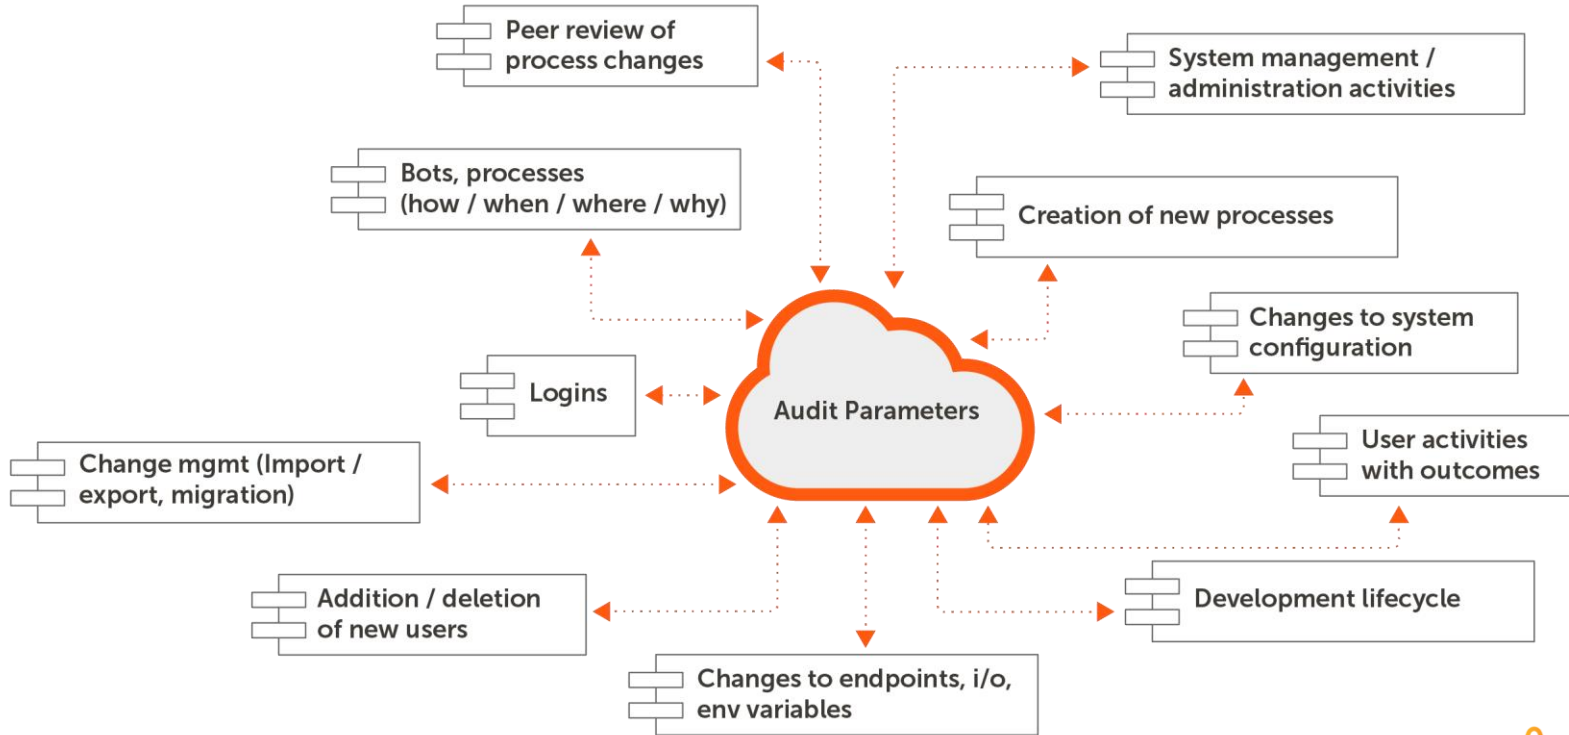 Peer review of
process changes
System management /
administration activities
Bots, processes
(how / when / where / why)
Creation of new processes
Changes to system
configuration
Logins
Audit Parameters
User activities
with outcomes
Change mgmt (Import /
export, migration)
Addition / deletion
of new users
Development lifecycle
Changes to endpoints, i/o,
env variables